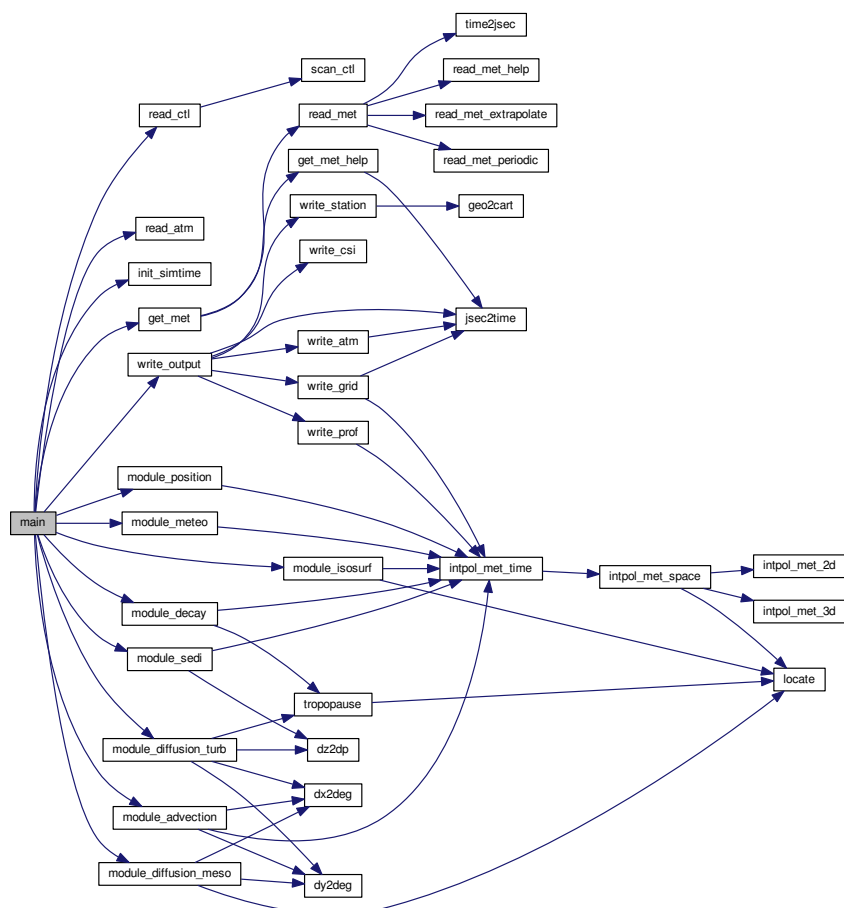 time2jsec
scan_ctl
read_met_help
read_ctl
read_met
read_met_extrapolate
get_met_help
read_met_periodic
write_station
geo2cart
read_atm
write_csi
init_simtime
get_met
jsec2time
write_atm
write_output
write_grid
write_prof
module_position
main
module_meteo
module_isosurf
intpol_met_time
intpol_met_space
intpol_met_2d
intpol_met_3d
module_decay
module_sedi
locate
tropopause
module_diffusion_turb
dz2dp
dx2deg
module_advection
module_diffusion_meso
dy2deg